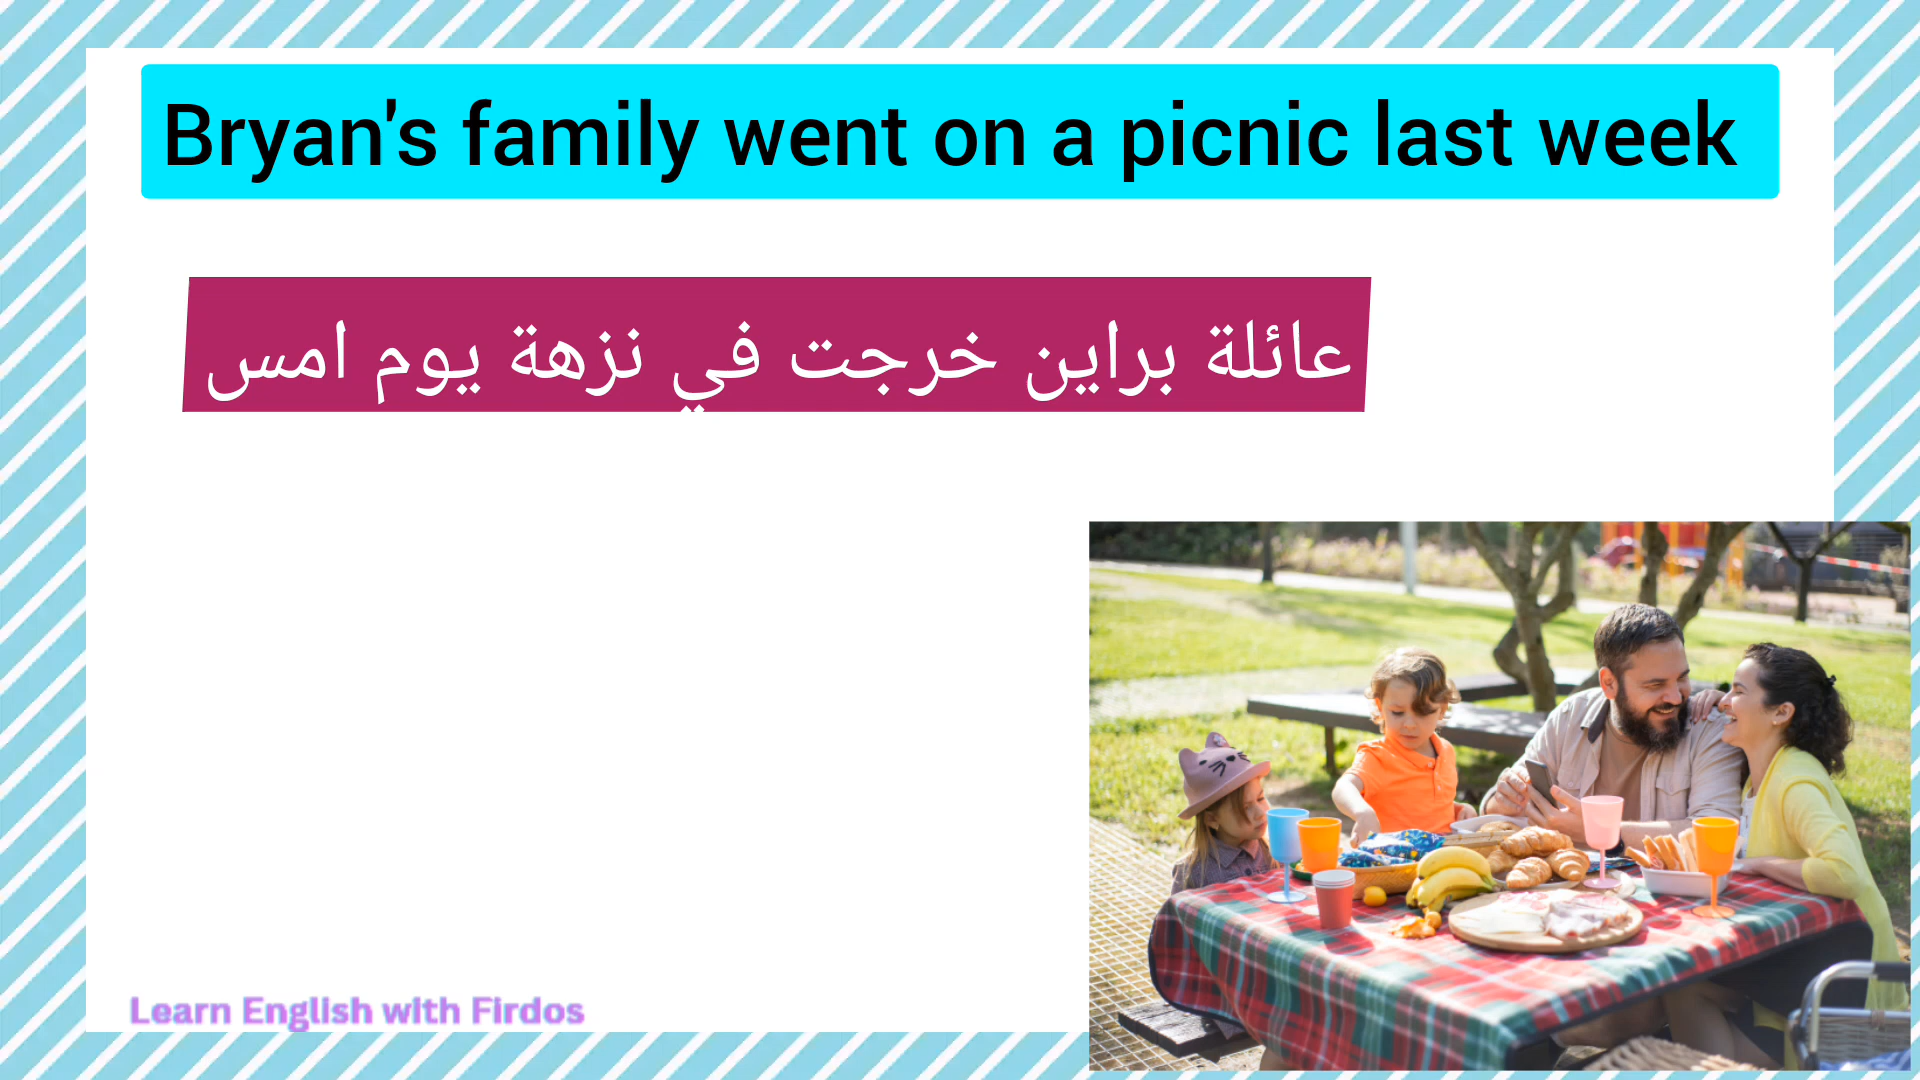 Bryan's family went on a picnic last week
عائلة براين خرجت في نزهة يوم امس
Learn English with Firdos